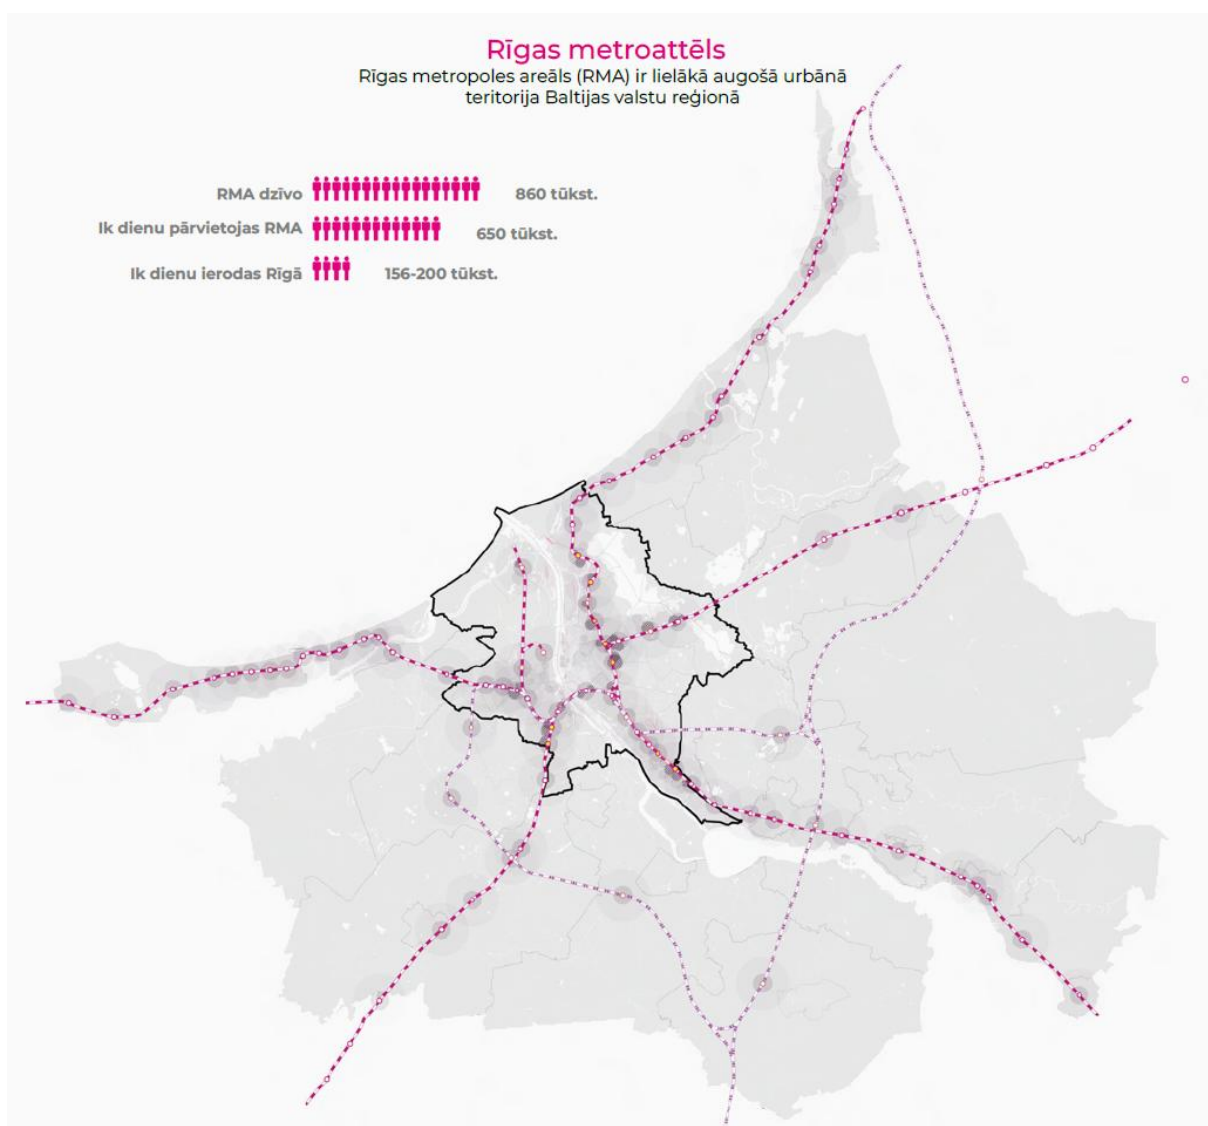 Rīgas metroattēls
Rīgas metropoles areāls (RMA) ir lielākā augošā urbānā
teritorija Baltijas valstu reģionā
RMA dzīvo 860 tūkst.
Ik dienu pārvietojas RMA 650 tūkst.
Ik dienu ierodas Rīgā 156-200 tūkst.